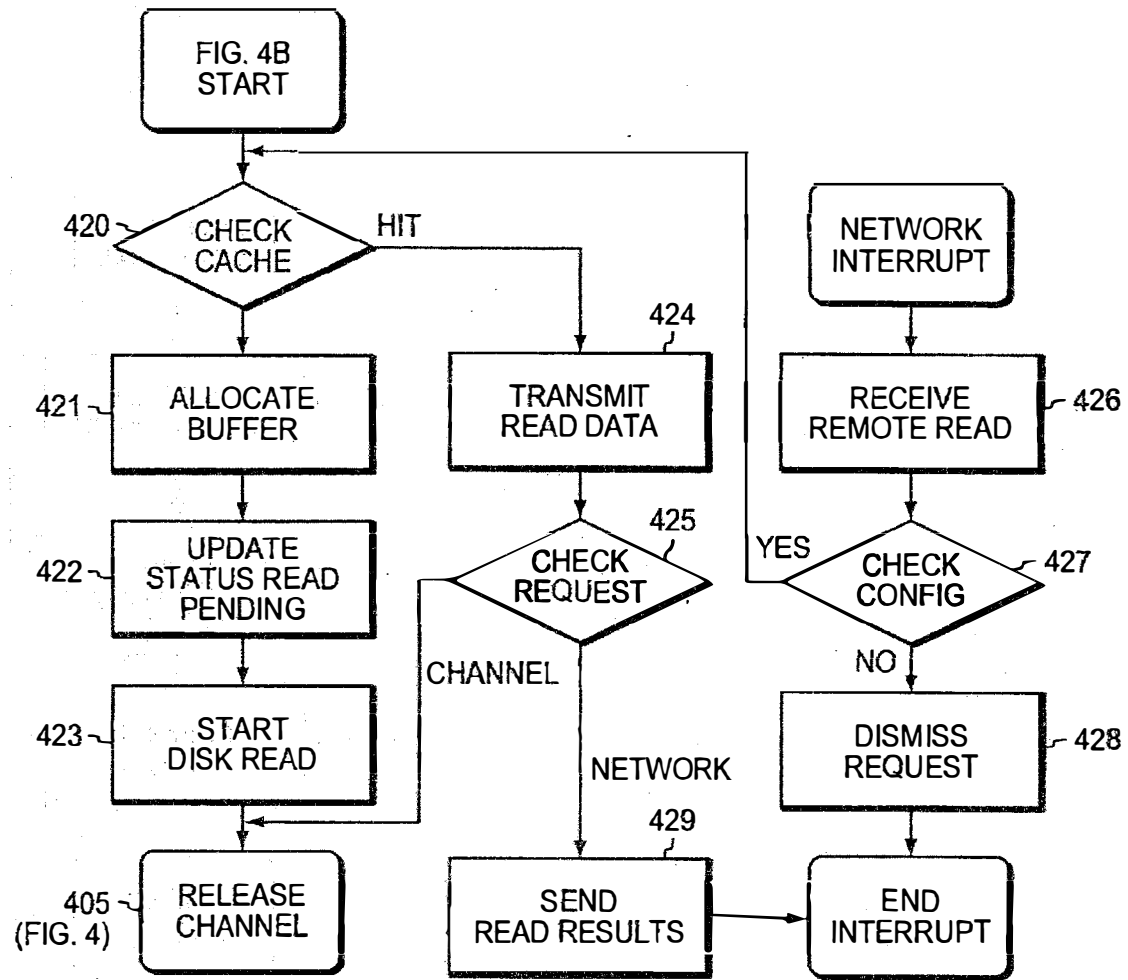 FIG. 4B
START
420
CHECK
CACHE
HIT
NETWORK
INTERRUPT
421
ALLOCATE
BUFFER
424
TRANSMIT
READ DATA
RECEIVE
REMOTE READ
426
422
UPDATE
STATUS READ
PENDING
425
CHECK
REQUEST
YES
CHECK
CONFIG
427
NO
CHANNEL
423
START
DISK READ
NETWORK
DISMISS
REQUEST
428
405
(FIG. 4)
RELEASE
CHANNEL
429
SEND
READ RESULTS
END
INTERRUPT